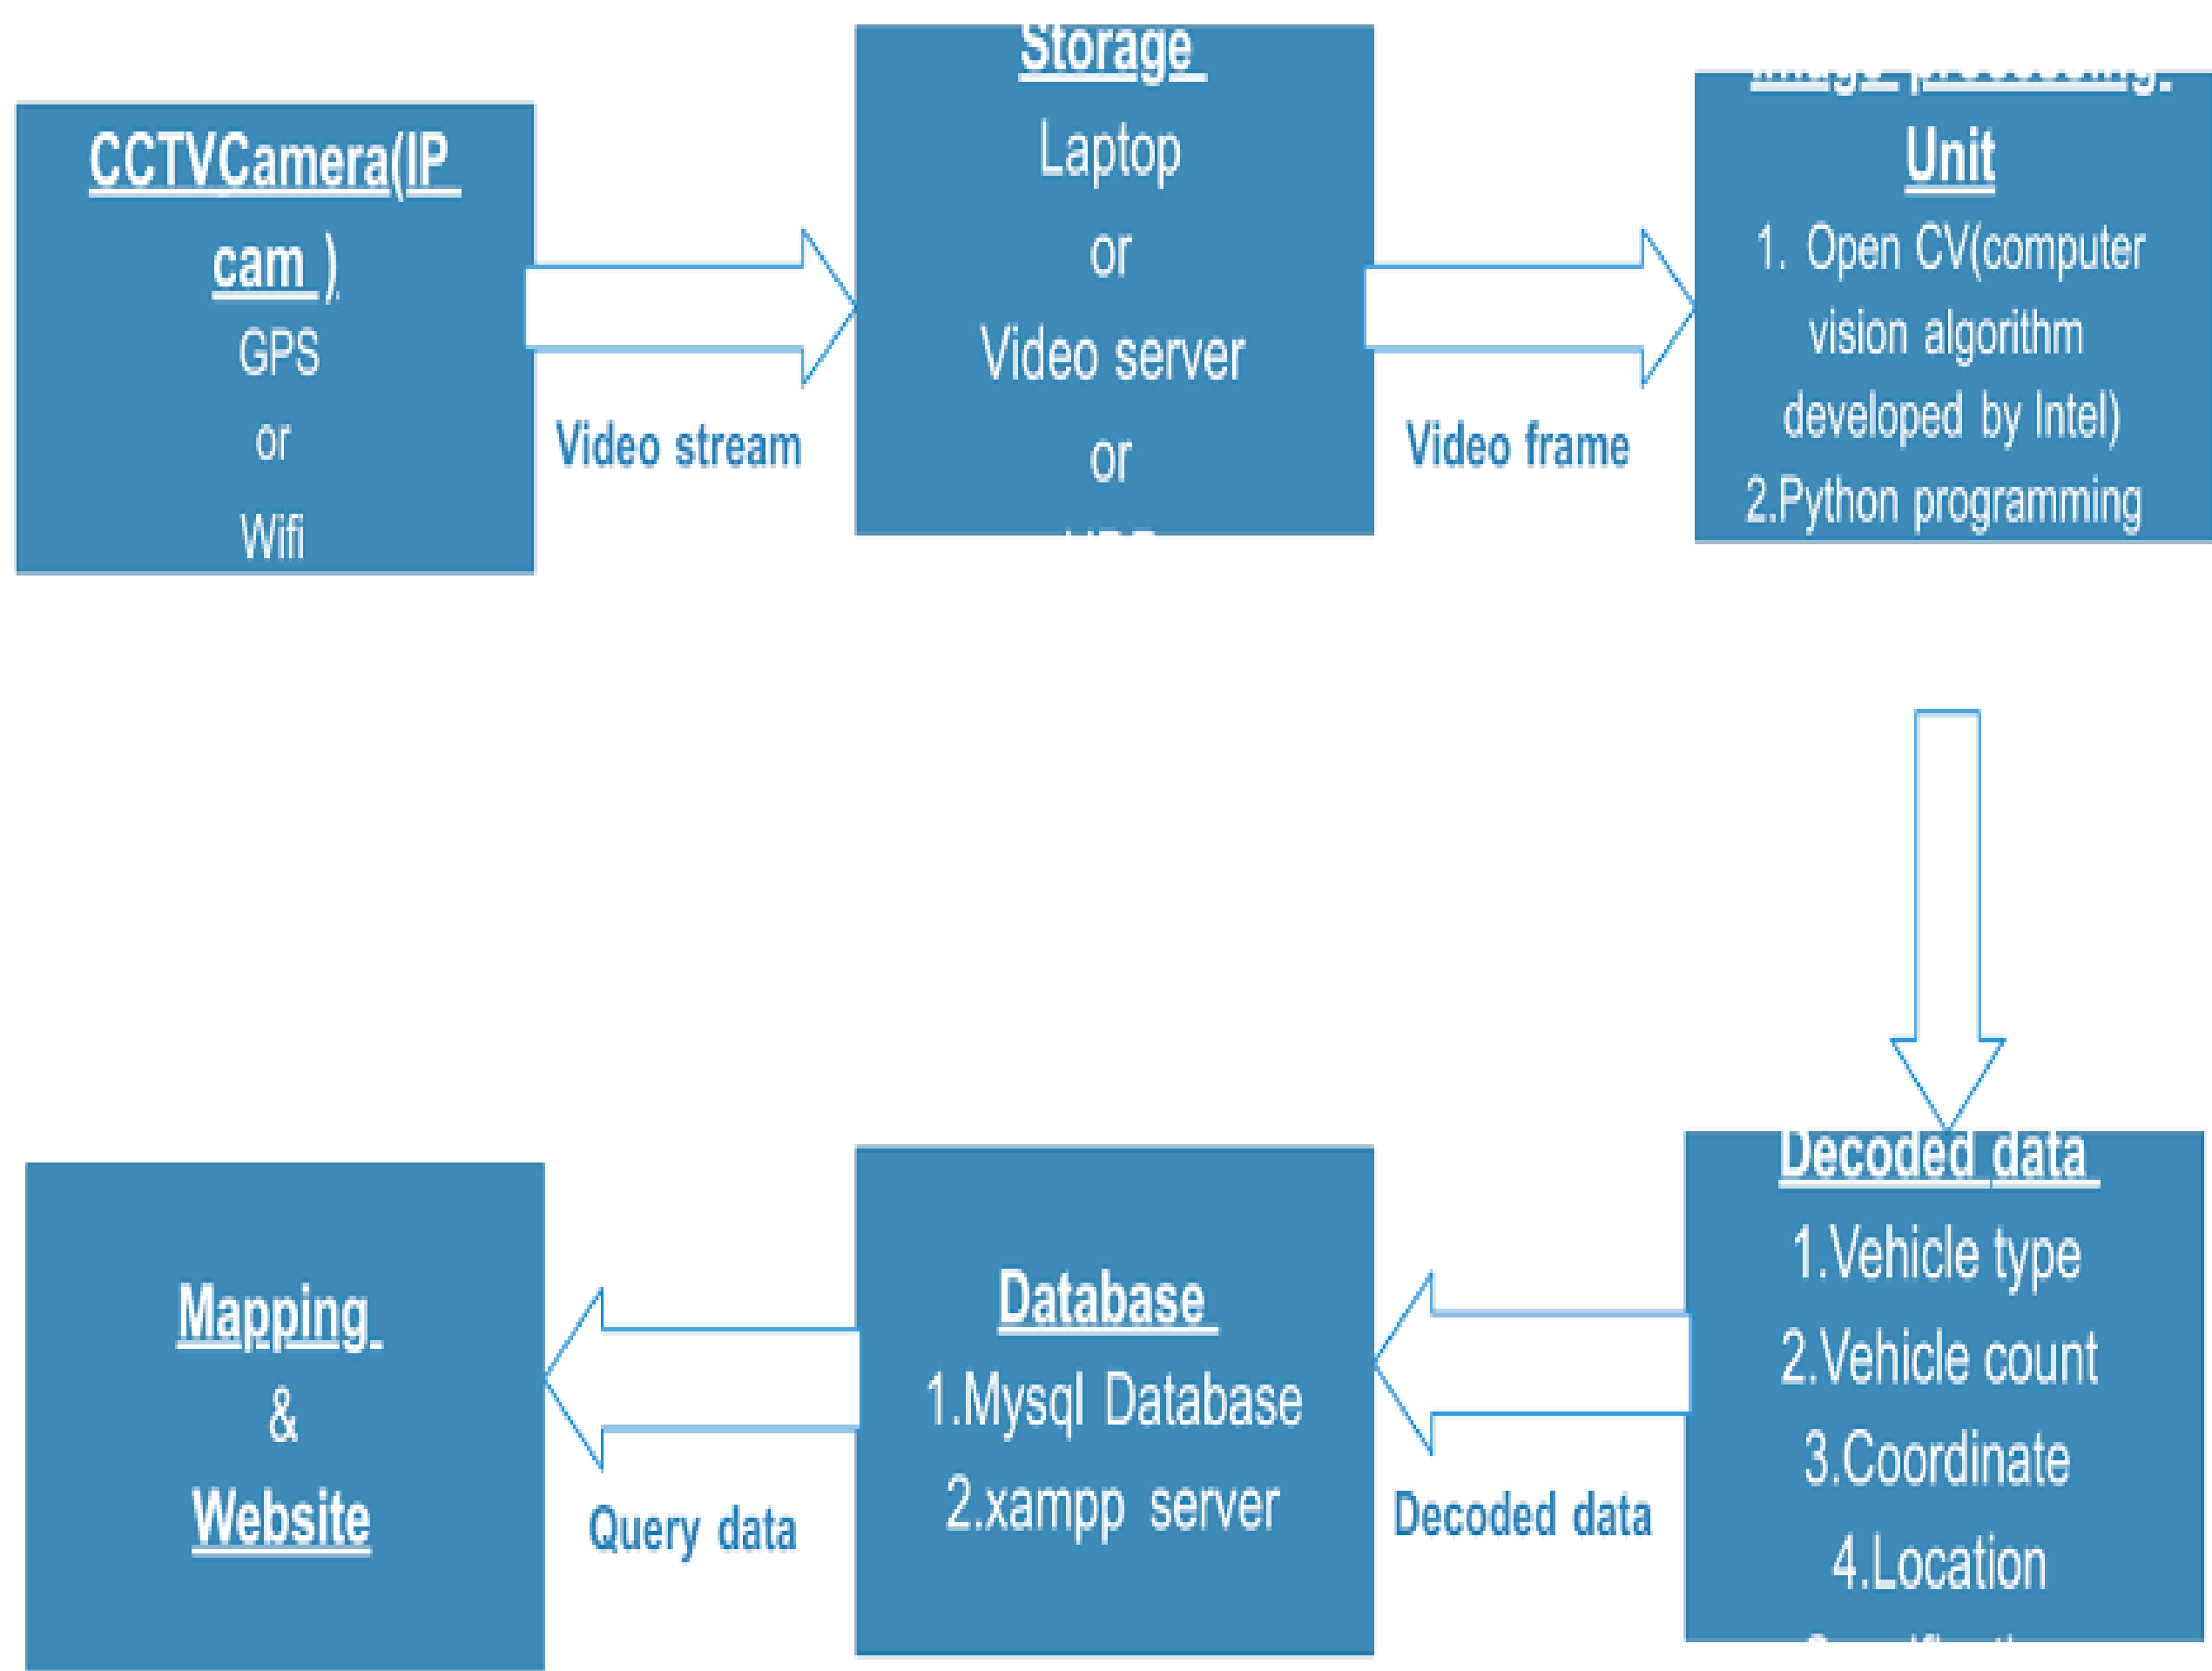 CCTVCamera(IP
cam )
GPS
or
Wifi
Video stream
Storage
Laptop
or
Video server
or
Video frame
Unit
1. Open CV(computer
vision algorithm
developed by Intel)
2.Python programming
Decoded data
1.Vehicle type
2.Vehicle count
3.Coordinate
4.Location
Decoded data
Database
1.Mysql Database
2.xampp server
Query data
Mapping
&
Website